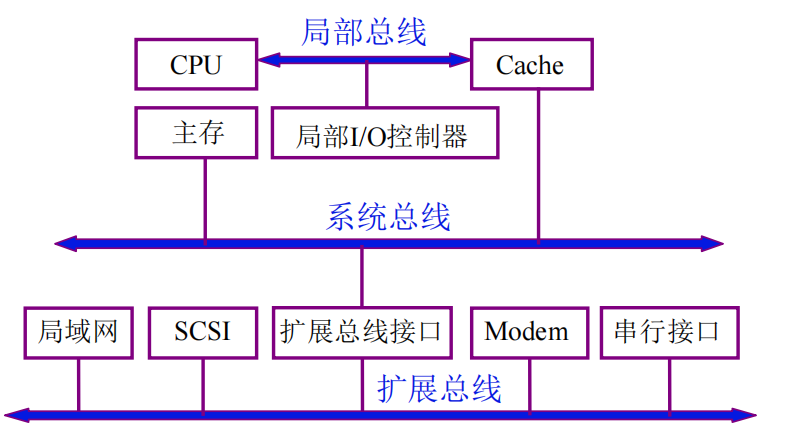 局部总线
CPU
Cache
主存
局部I/O控制器
系统总线
局域网
SCSI
扩展总线接口
Modem
串行接口
扩展总线